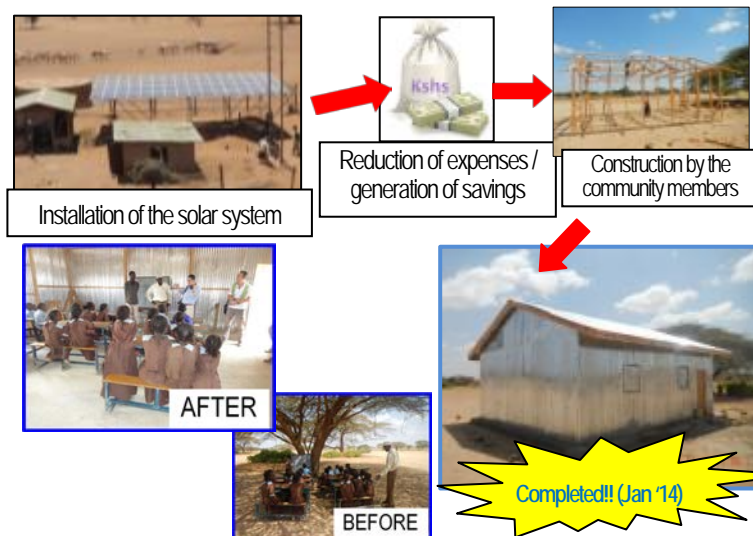 Kshs
Installation of the solar system
Reduction of expenses /
generation of savings
Construction by the
community members
AFTER
BEFORE
Completed!! (Jan '14)